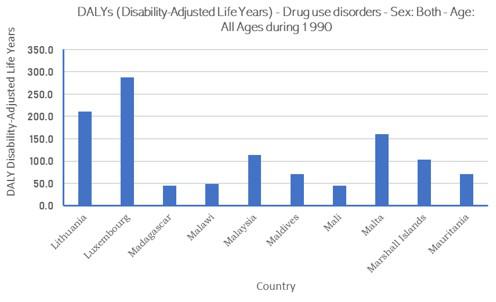 DALYs (Disability-Adjusted Life Years) - Drug use disorders - Sex: Both - Age:
All Ages during 1990
DALY Disability-Adjusted Life Years
350.0
300.0
250.0
200.0
150.0
100.0
50.0
0.0
Lithuania
Luxembourg
Madagascar
Malawi
Malaysia
Maldives
Mali
Malta
Marshall Islands
Mauritania
Country